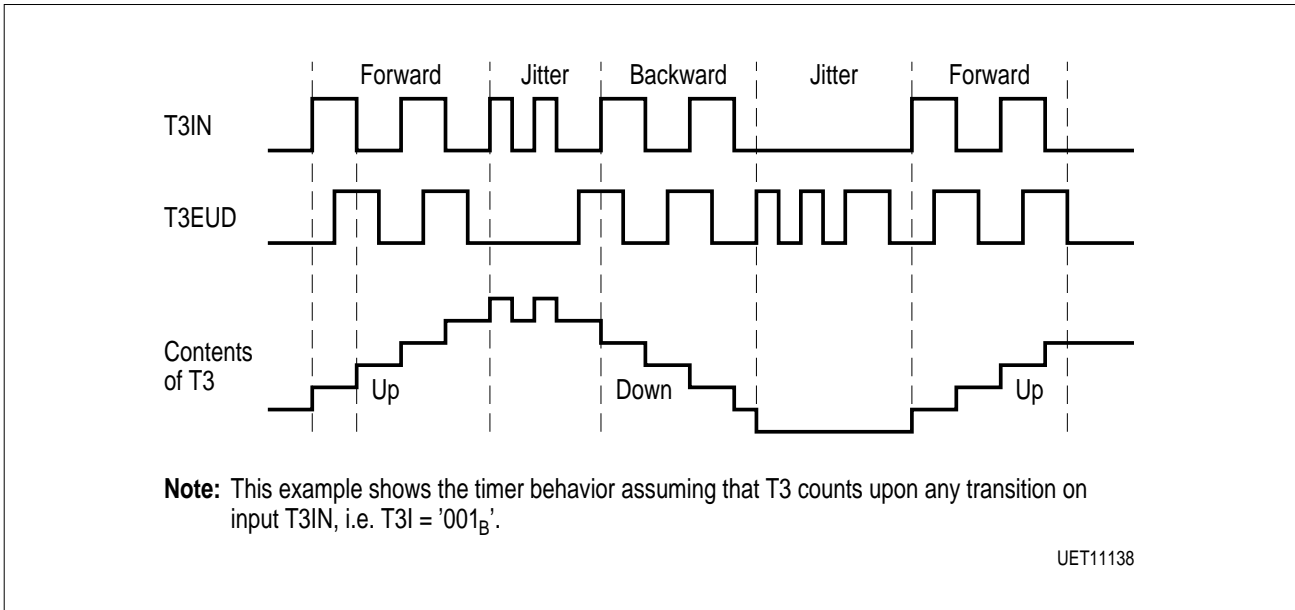 Forward Jitter Backward Jitter Forward
T3IN
T3EUD
Contents
of T3
Up Down Up
Note: This example shows the timer behavior assuming that T3 counts upon any transition on
input T3IN, i.e. T3I = '001B'.
UET11138